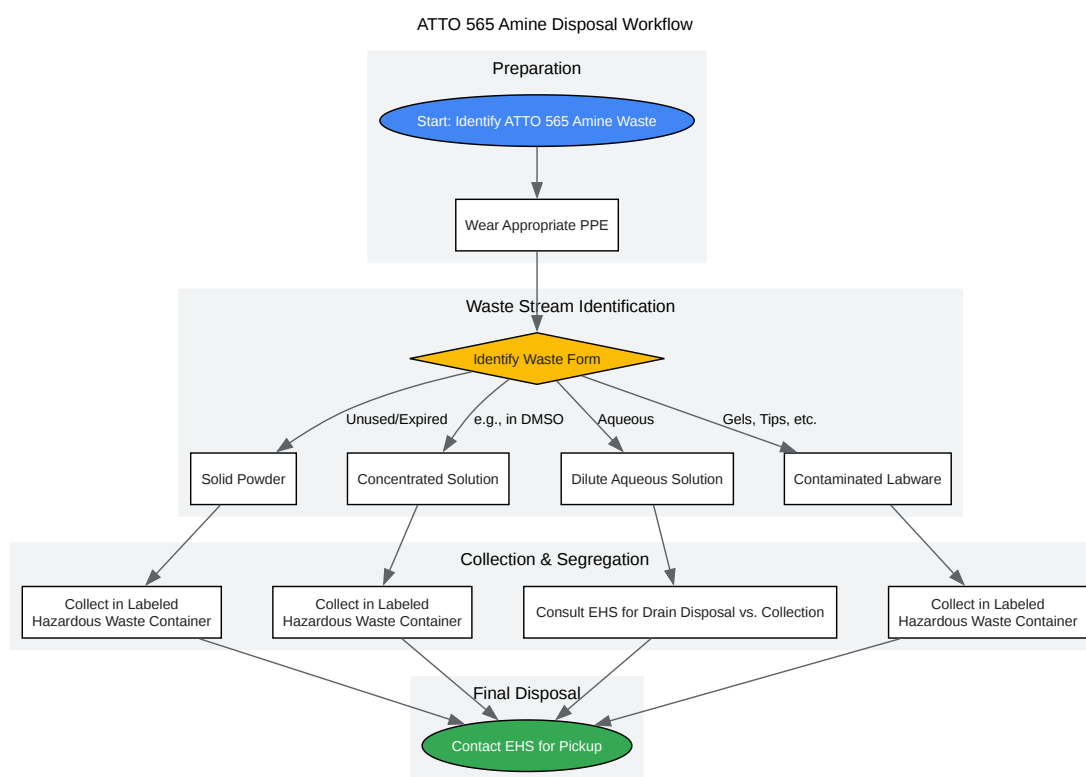 ATTO 565 Amine Disposal Workflow
Preparation
Start: Identify ATTO 565 Amine Waste
Wear Appropriate PPE
Waste Stream Identification
Identify Waste Form
Unused/Expired
e.g., in DMSO
Aqueous
Gels, Tips, etc.
Solid Powder
Concentrated Solution
Dilute Aqueous Solution
Contaminated Labware
Collection & Segregation
Collect in Labeled
Hazardous Waste Container
Collect in Labeled
Hazardous Waste Container
Consult EHS for Drain Disposal vs. Collection
Collect in Labeled
Hazardous Waste Container
Final Disposal
Contact EHS for Pickup